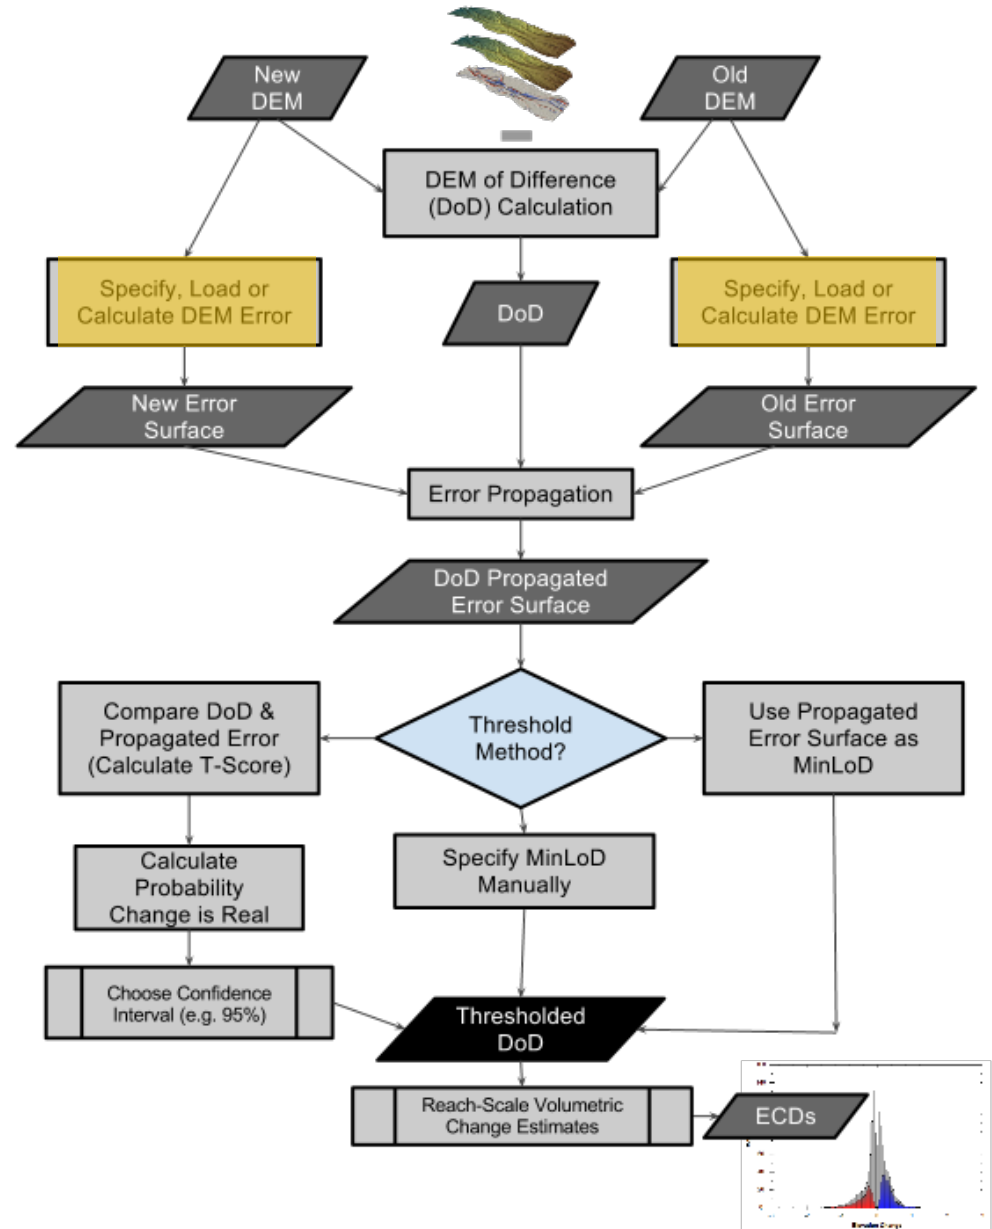 New
DEM
Old
DEM
DEM of Difference
(DoD) Calculation
Specify, Load or
Calculate DEM Error
DoD
Specify, Load or
Calculate DEM Error
New Error
Surface
Old Error
Surface
Error Propagation
DoD Propagated
Error Surface
Compare DoD &
Propagated Error
(Calculate T-Score)
Threshold
Method?
Use Propagated
Error Surface as
MinLoD
Calculate
Probability
Change is Real
Specify MinLoD
Manually
Choose Confidence
Interval (e.g. 95%)
Thresholded
DoD
Reach-Scale Volumetric
Change Estimates
ECDs